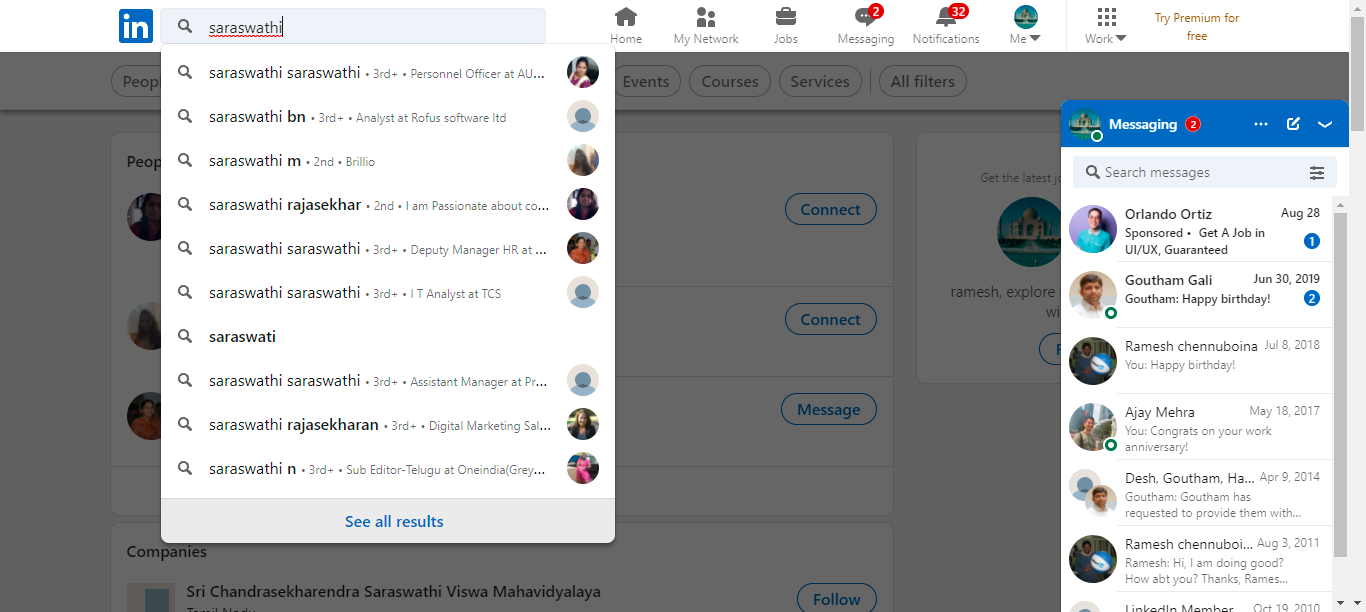 in
saraswathi
Home
My Network
Jobs
2
Messaging
32
Notifications
Me
Work
Try Premium for
free
Events
Courses
Services
All filters
saraswathi saraswathi • 3rd+ • Personnel Officer at AU...
saraswathi bn • 3rd+ • Analyst at Rofus software ltd
saraswathi m • 2nd • Brillio
saraswathi rajasekhar • 2nd • I am Passionate about co...
saraswathi saraswathi • 3rd+ • Deputy Manager HR at ...
saraswathi saraswathi • 3rd+ • I T Analyst at TCS
saraswati
saraswathi saraswathi • 3rd+ • Assistant Manager at Pr...
saraswathi rajasekharan • 3rd+ • Digital Marketing Sal...
saraswathi n • 3rd+ • Sub Editor-Telugu at Oneindia(Grey...
See all results
Connect
Connect
Message
Companies
Sri Chandrasekharendra Saraswathi Viswa Mahavidyalaya
Tamil Nadu
Follow
Get the latest
ramesh, explore
Messaging 2
Search messages
Orlando Ortiz Aug 28
Sponsored • Get A Job in
UI/UX, Guaranteed
1
Goutham Gali Jun 30, 2019
Goutham: Happy birthday! 2
Ramesh chennuboina Jul 8, 2018
You: Happy birthday!
Ajay Mehra May 18, 2017
You: Congrats on your work
anniversary!
Desh, Goutham, Ha... Apr 9, 2014
Goutham: Goutham has
requested to provide them with...
Ramesh chennuboi... Aug 3, 2011
Ramesh: Hi, I am doing good?
How abt you? Thanks, Rames...
LinkedIn Member Oct 19, 2010